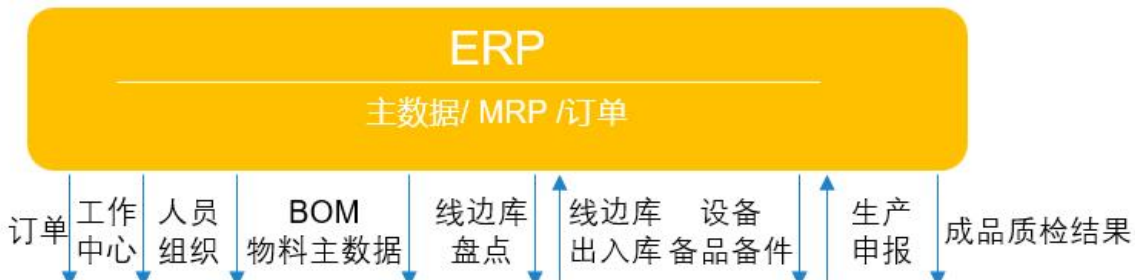 ERP
主数据/ MRP /订单
订单
工作
中心
人员
组织
BOM
物料主数据
线边库
盘点
线边库
出入库
设备
备品备件
生产
申报
成品质检结果